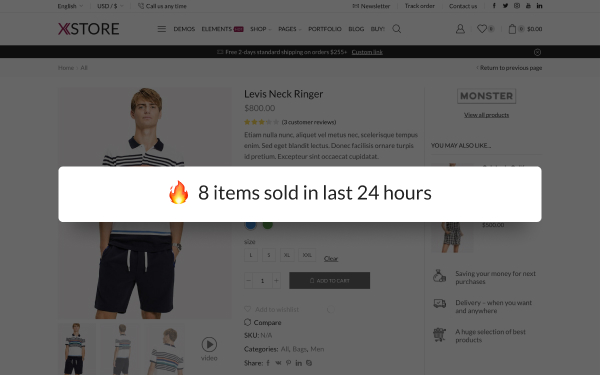 English
USD / $
Call us any time
Newsletter
Track order
Contact us
XSTORE
DEMOS
ELEMENTS
SHOP
PAGES
PORTFOLIO
BLOG
BUY!
0
0
$0.00
Free 2-days standard shipping on orders $255+ Custom link
Home
All
Return to previous page
Levis Neck Ringer
$800.00
(3 customer reviews)
Etiam nulla nunc, aliquet vel metus nec, scelerisque tempus
enim. Sed eget blandit lectus. Donec facilisis ornare turpis
id pretium. Excepteur sint occaecat cupidatat.
MONSTER
View all products
YOU MAY ALSO LIKE...
🔥 8 items sold in last 24 hours
$500.00
Size
L
S
XL
XXL
Clear
− 1 +
ADD TO CART
Add to wishlist
Compare
SKU: N/A
Categories: All, Bags, Men
Share:
video
Saving your money for next
purchases
Delivery – when you want
and anywhere
A huge selection of best
products